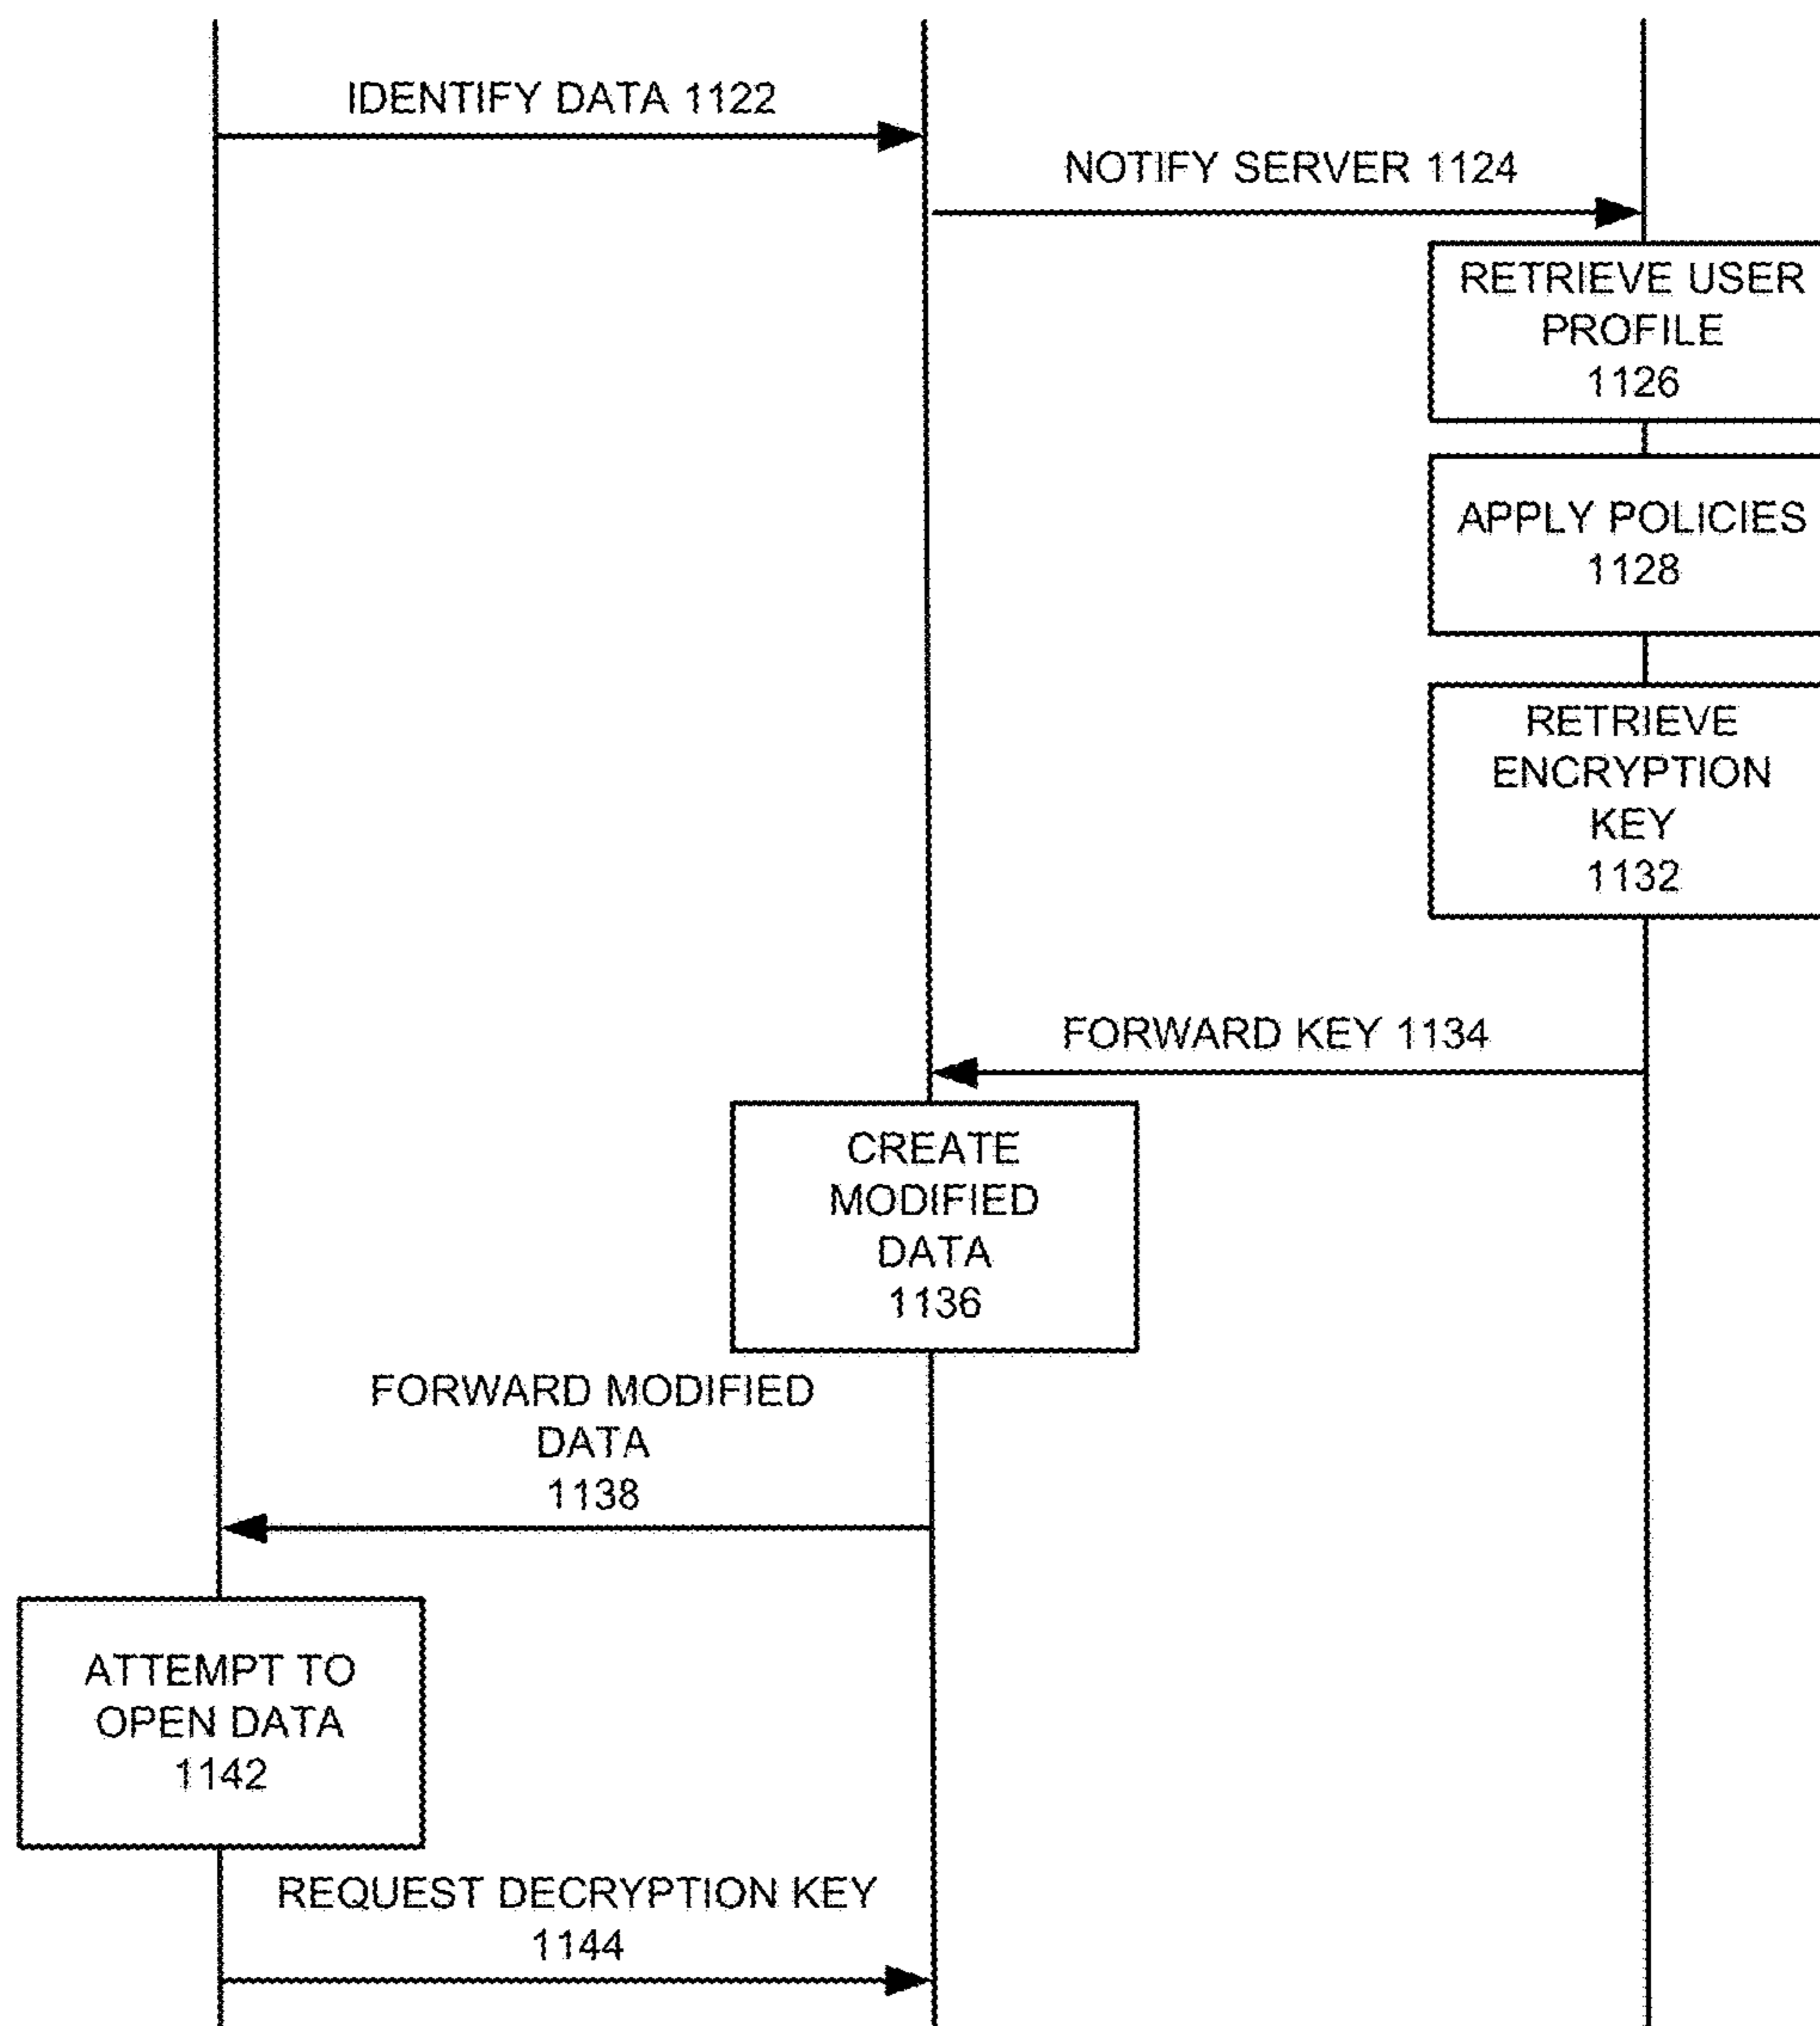 IDENTIFY DATA 1122
NOTIFY SERVER 1124
RETRIEVE USER
PROFILE
1126
APPLY POLICIES
1128
RETRIEVE
ENCRYPTION
KEY
1132
FORWARD KEY 1134
CREATE
MODIFIED
DATA
1136
FORWARD MODIFIED
DATA
1138
ATTEMPT TO
OPEN DATA
1142
REQUEST DECRYPTION KEY
1144